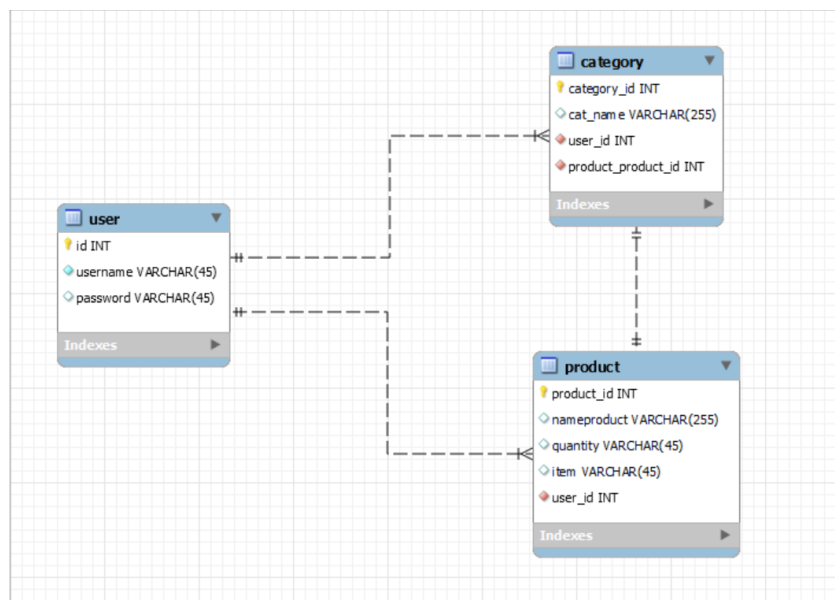 category
category_id INT
cat_name VARCHAR(255)
user_id INT
product_product_id INT
Indexes
user
id INT
username VARCHAR(45)
password VARCHAR(45)
Indexes
product
product_id INT
nameproduct VARCHAR(255)
quantity VARCHAR(45)
item VARCHAR(45)
user_id INT
Indexes